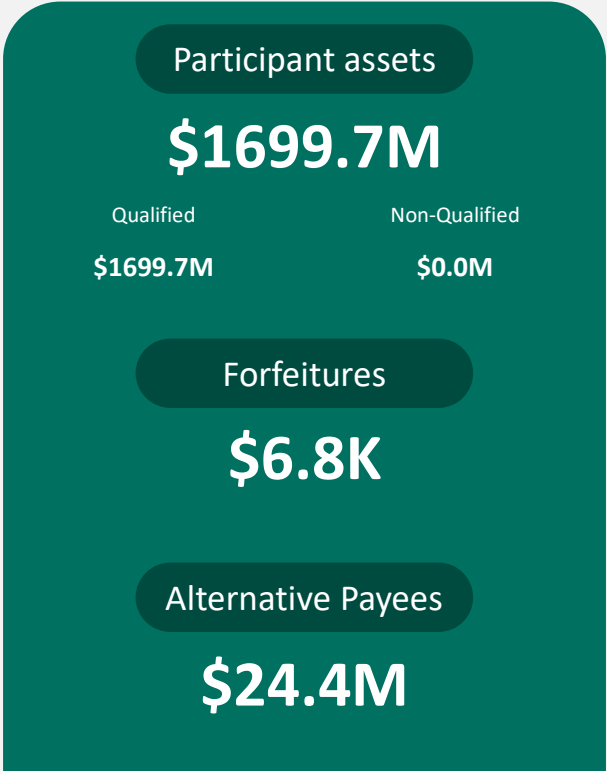 Participant assets
$1699.7M
Qualified Non-Qualified
$1699.7M $0.0M
Forfeitures
$6.8K
Alternative Payees
$24.4M